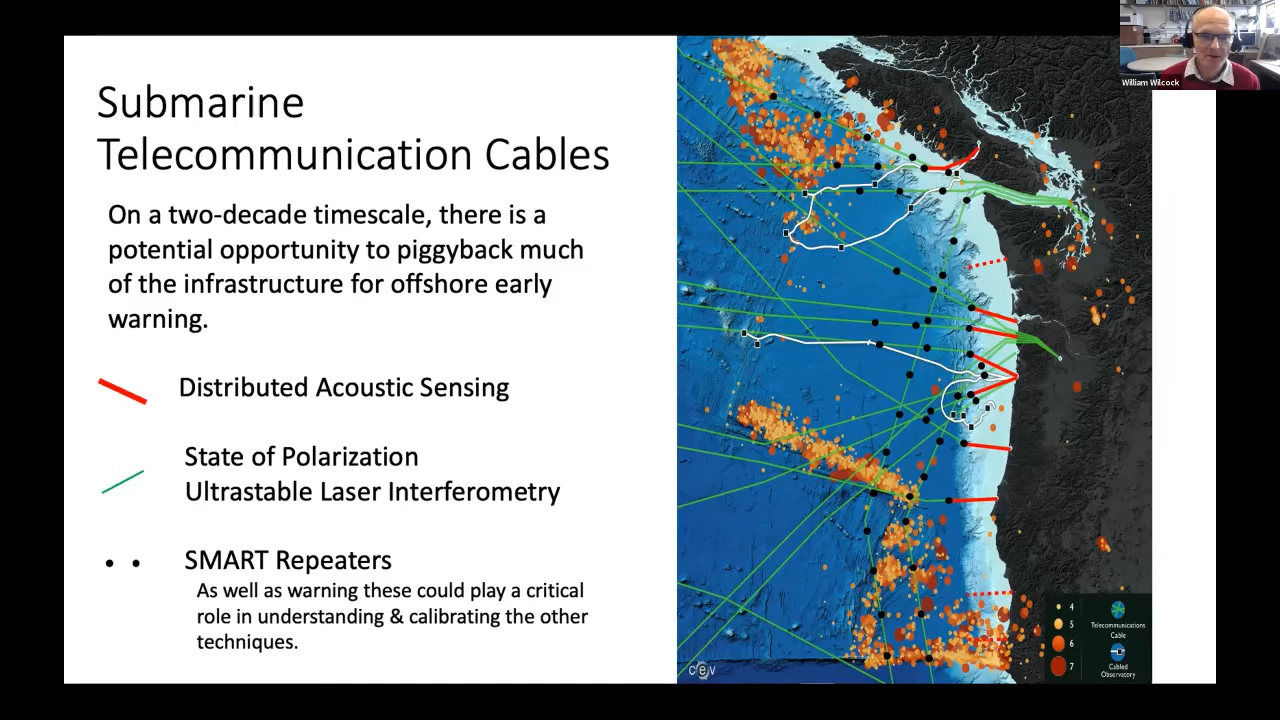 William Wilcock
Submarine
Telecommunication Cables
On a two-decade timescale, there is a
potential opportunity to piggyback much
of the infrastructure for offshore early
warning.
Distributed Acoustic Sensing
State of Polarization
Ultrastable Laser Interferometry
SMART Repeaters
As well as warning these could play a critical
role in understanding & calibrating the other
techniques.
cev
4
5
6
7
Telecommunications
Cable
Cabled
Observatory